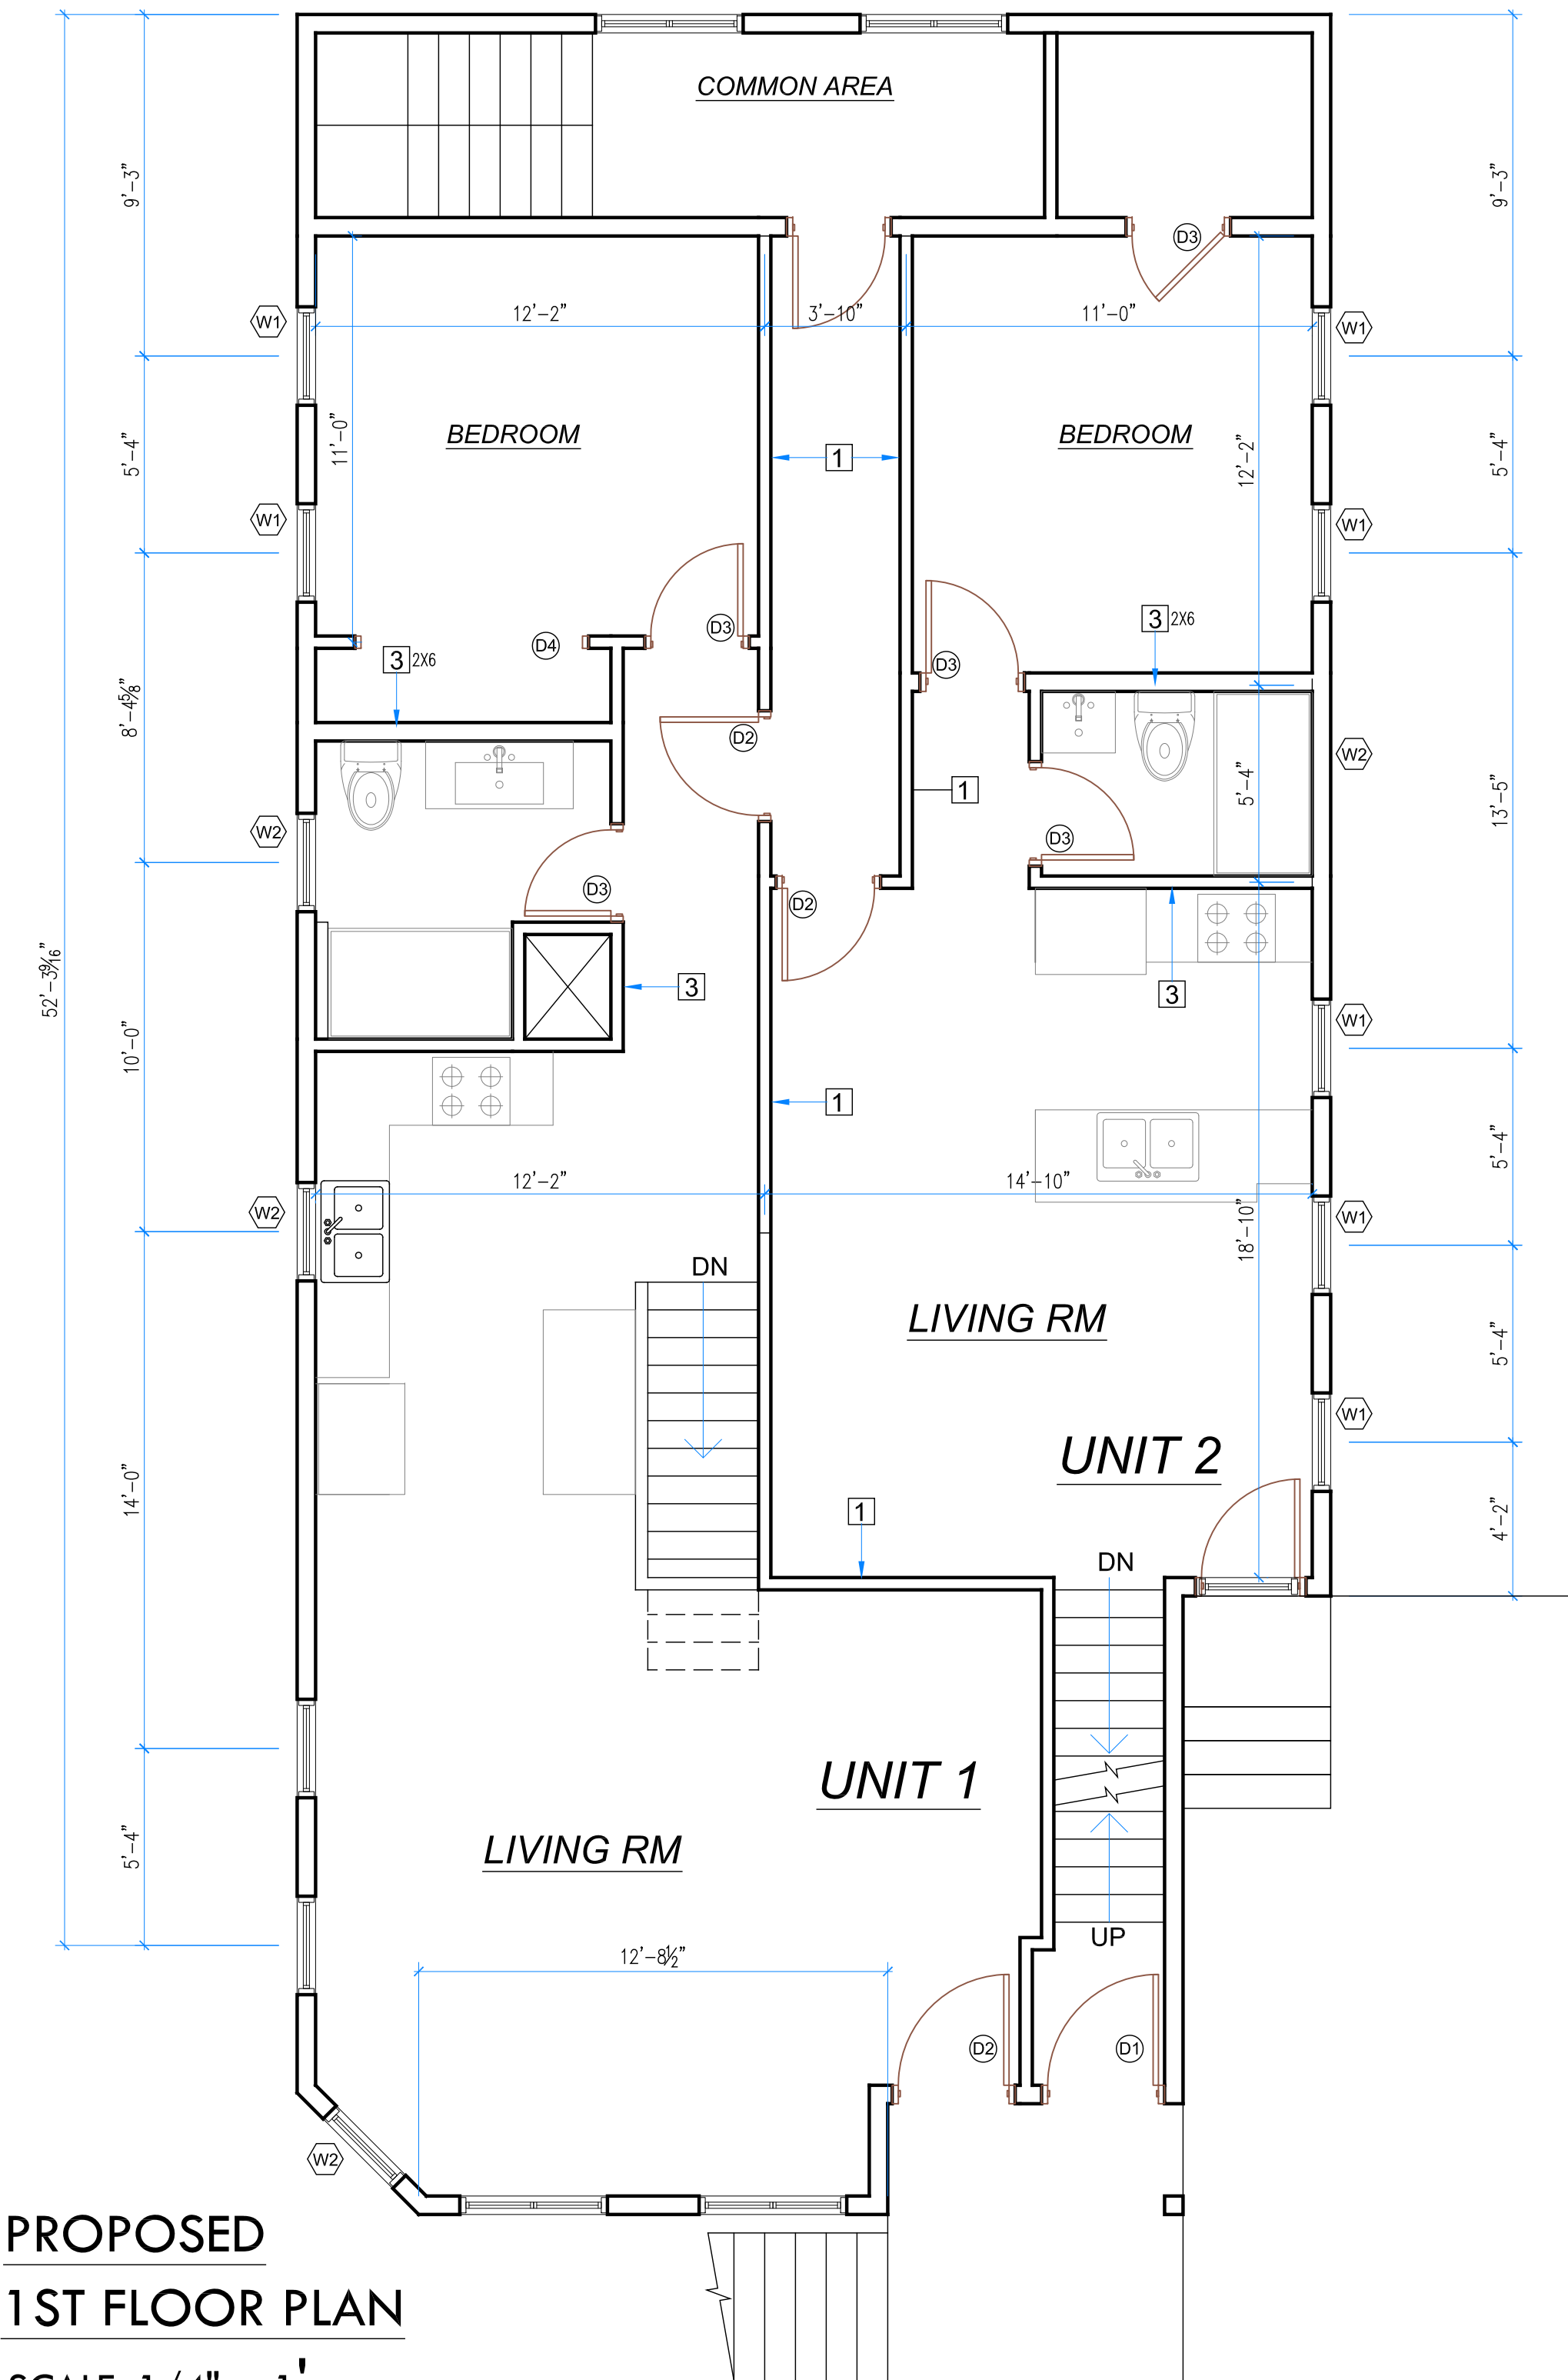 COMMON AREA
9'-3"
9'-3"
D3
12'-2"
3'-10"
11'-0"
W1
W1
11'-0"
5'-4"
BEDROOM
1
BEDROOM
12'-2"
5'-4"
W1
W1
D3
D4
3 2X6
D3
3 2X6
8'-4⅝"
D2
W2
5'-4"
1
13'-5"
W2
D3
D3
D2
52'-3 9/16"
3
3
W1
10'-0"
1
5'-4"
12'-2"
14'-10"
W2
18'-10"
W1
DN
LIVING RM
5'-4"
W1
UNIT 2
14'-0"
1
4'-2"
DN
UNIT 1
5'-4"
LIVING RM
UP
12'-8½"
D2
D1
W2
PROPOSED
1ST FLOOR PLAN